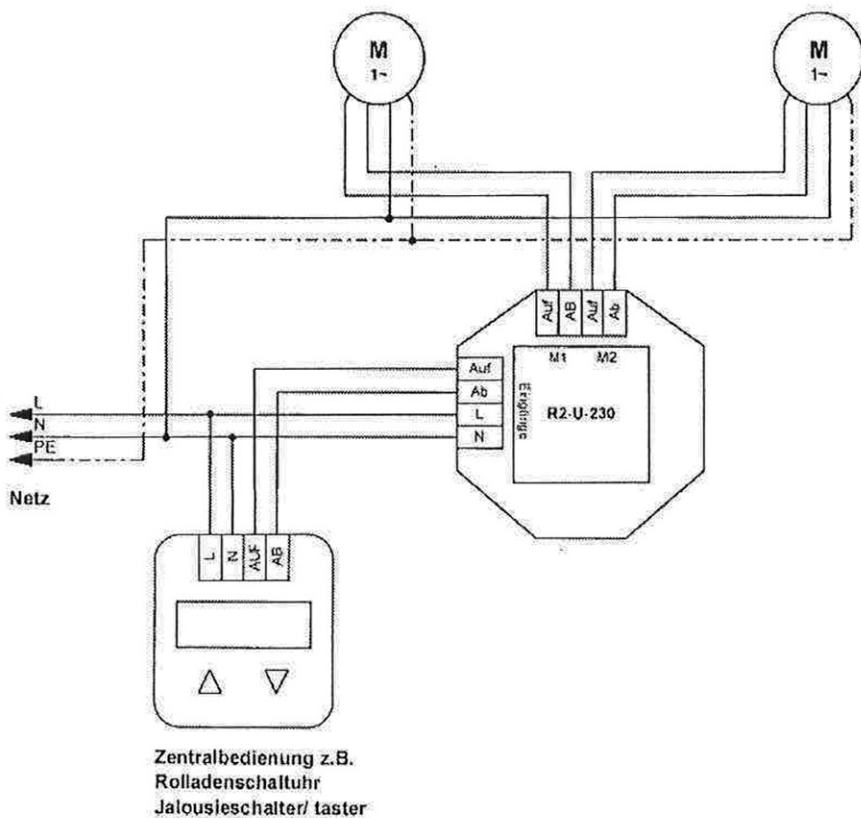 M
1~
M
1~
Auf
AB
Auf
Ab
M1
M2
Auf
Ab
L
N
Eingänge
R2-U-230
L
N
PE
Netz
L
N
AUF
AB
Zentralbedienung z.B.
Rolladenschaltuhr
Jalousieschalter/ taster